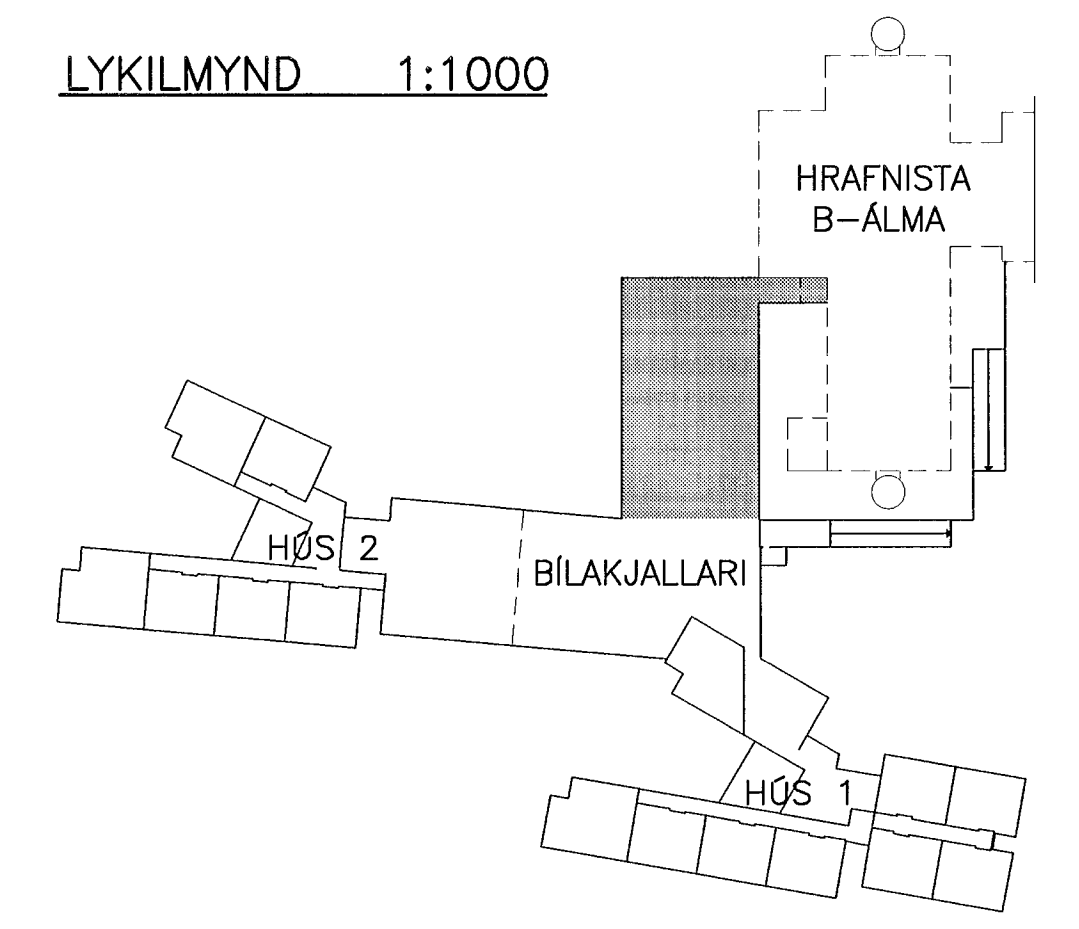 LYKILMYND 1:1000
HRAFNISTA
B-ÁLMA
HÚS 2
BÍLAKJALLARI
HÚS 1